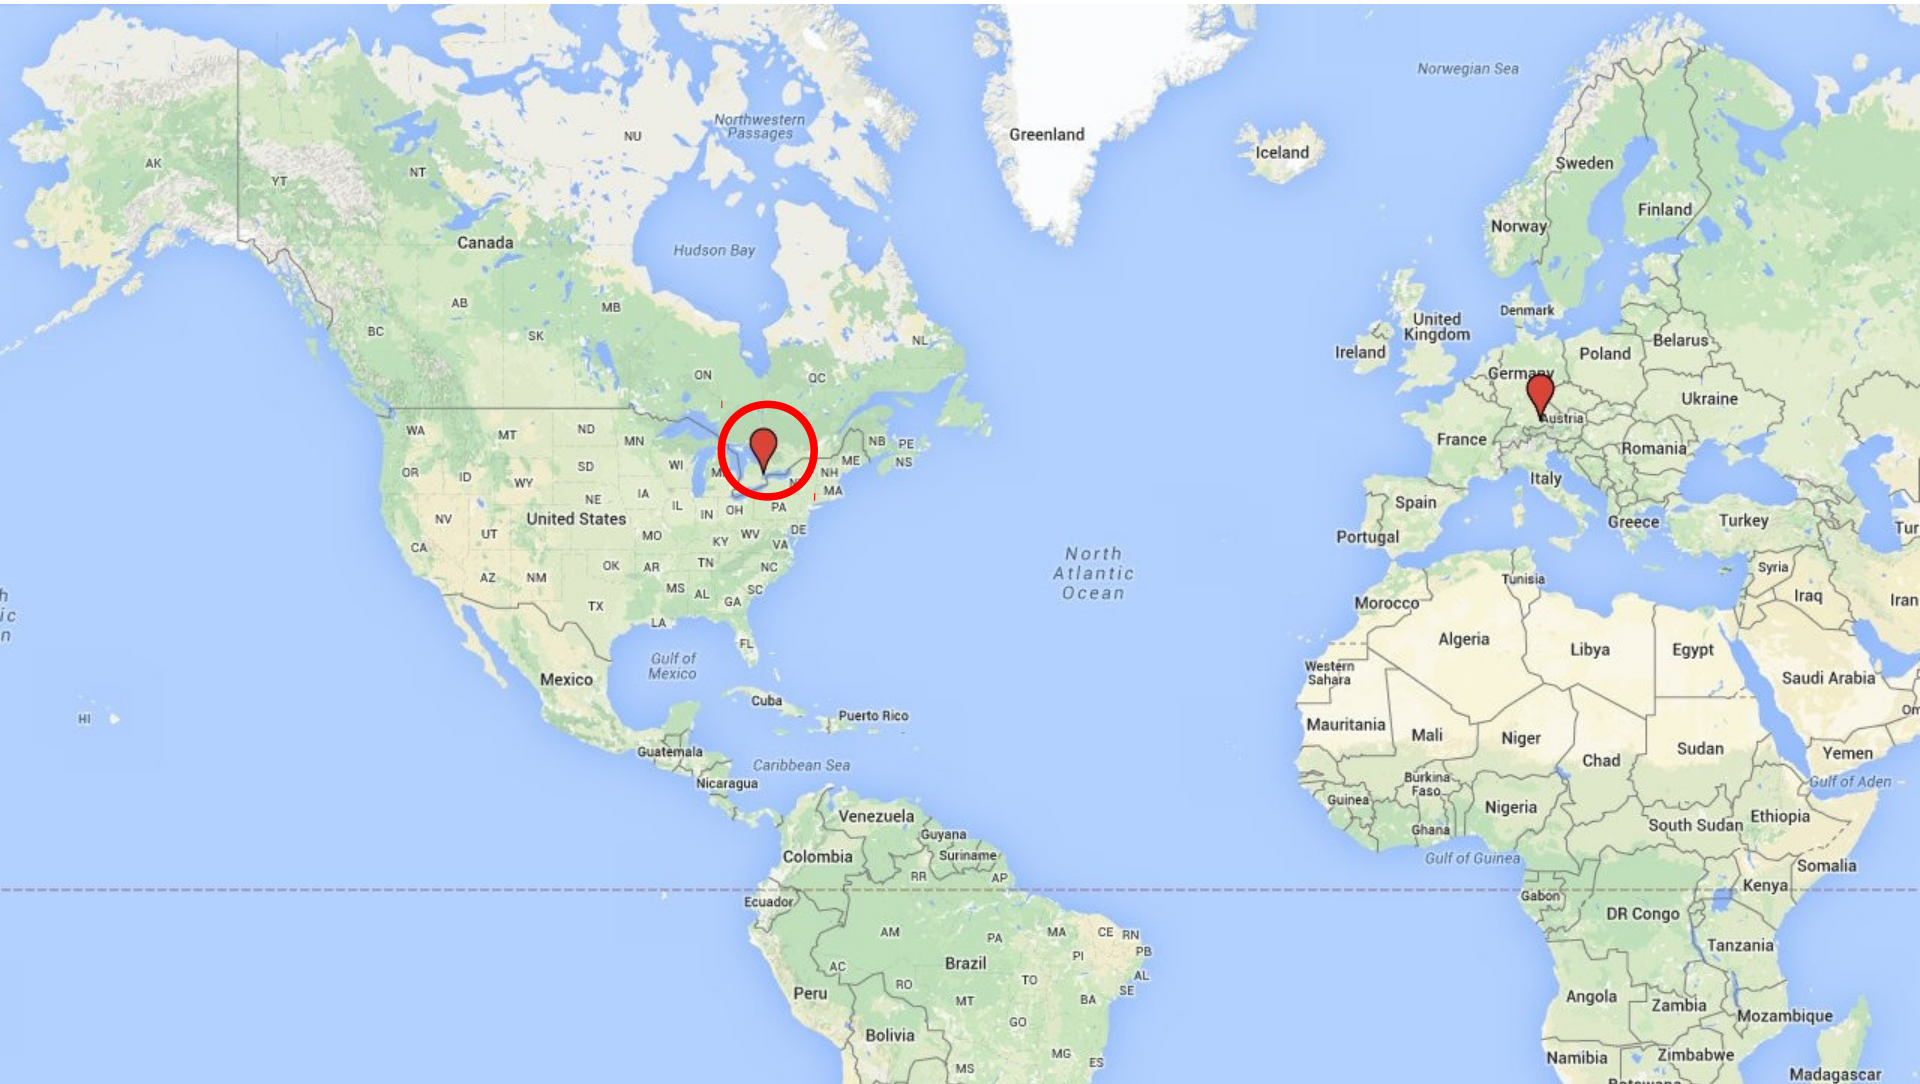 Norwegian Sea
Northwestern
Passages
NU
Greenland
Iceland
AK
YT
NT
Sweden
Finland
Norway
Canada
Hudson Bay
AB
MB
BC
SK
NL
ON
QC
Denmark
United
Kingdom
Ireland
Poland
Belarus
Germany
Ukraine
Austria
France
Romania
Italy
WA
MT
ND
MN
OR
ID
SD
WI
WY
NE
IA
NB
PE
NS
ME
NH
MA
NV
UT
United States
IL
IN
OH
PA
CA
MO
KY
WV
DE
VA
AZ
NM
OK
AR
TN
NC
MS
AL
GA
SC
TX
LA
FL
Spain
Portugal
Greece
Turkey
Tur
North
Atlantic
Ocean
Syria
Tunisia
Iraq
Iran
Morocco
h
ic
n
Algeria
Libya
Egypt
Gulf of
Mexico
Mexico
Western
Sahara
Saudi Arabia
Cuba
Puerto Rico
HI
Om
Mauritania
Mali
Niger
Chad
Sudan
Yemen
Guatemala
Caribbean Sea
Nicaragua
Burkina
Faso
Gulf of Aden
Guinea
Nigeria
Ethiopia
Venezuela
Guyana
Ghana
South Sudan
Colombia
Suriname
Gulf of Guinea
Somalia
RR
AP
Kenya
Ecuador
Gabon
DR Congo
AM
PA
MA
CE
RN
PI
PB
Tanzania
AC
Brazil
RO
TO
AL
SE
Peru
MT
BA
Angola
Zambia
GO
Mozambique
Bolivia
MG
ES
Namibia
Zimbabwe
MS
Madagascar